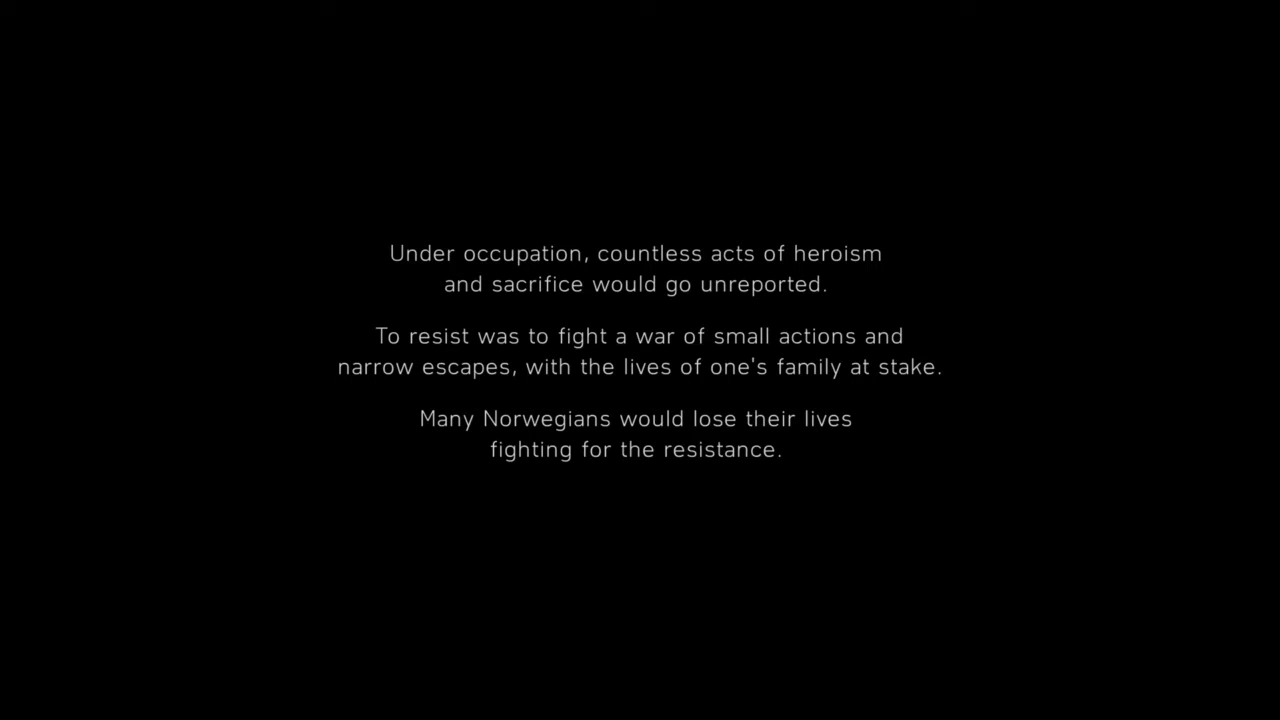 Under occupation, countless acts of heroism
and sacrifice would go unreported.
To resist was to fight a war of small actions and
narrow escapes, with the lives of one's family at stake.
Many Norwegians would lose their lives
fighting for the resistance.